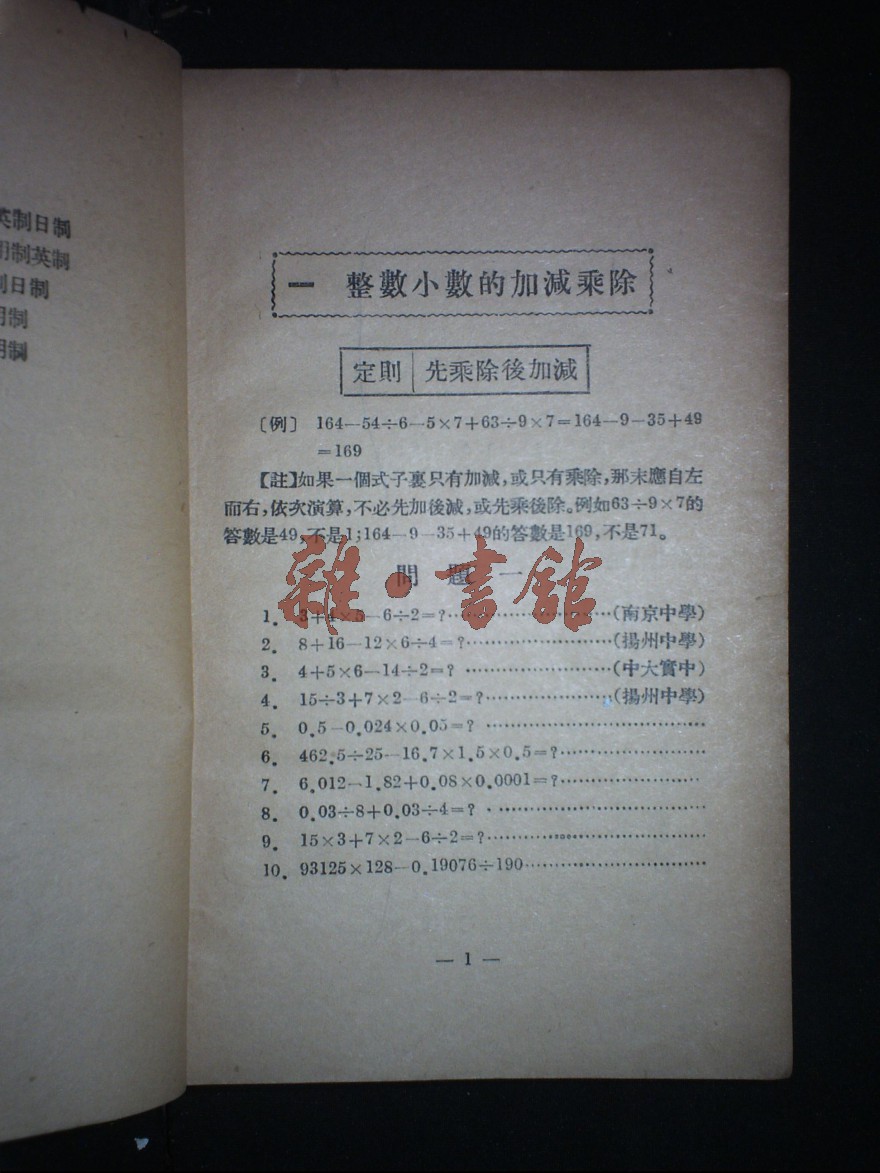 英制日制
用制英制
制日制
用制
用制
一 整數小數的加減乘除
定則 先乘除後加減
〔例〕 164—54÷6—5×7+63÷9×7=164—9—35+49
=169
【註】如果一個式子裏只有加減,或只有乘除,那末應自左
而右,依次演算,不必先加後減,或先乘後除。例如63÷9×7的
答數是49,不是1;164—9—35+49的答數是169,不是71。
雜·書館
問題一
1. 3+4×5—6÷2=?…………………(南京中學)
2. 8+16—12×6÷4=?………………(揚州中學)
3. 4+5×6—14÷2=? ………………(中大實中)
4. 15÷3+7×2—6÷2=?………………(揚州中學)
5. 0.5—0.024×0.05=? …………………………
6. 462.5÷25—16.7×1.5×0.5=?………………
7. 6.012—1.82+0.08×0.0001=?………………
8. 0.03÷8+0.03÷4=? ………………………
9. 15×3+7×2—6÷2=?………………………
10. 93125×128—0.19076÷190……………………
— 1 —